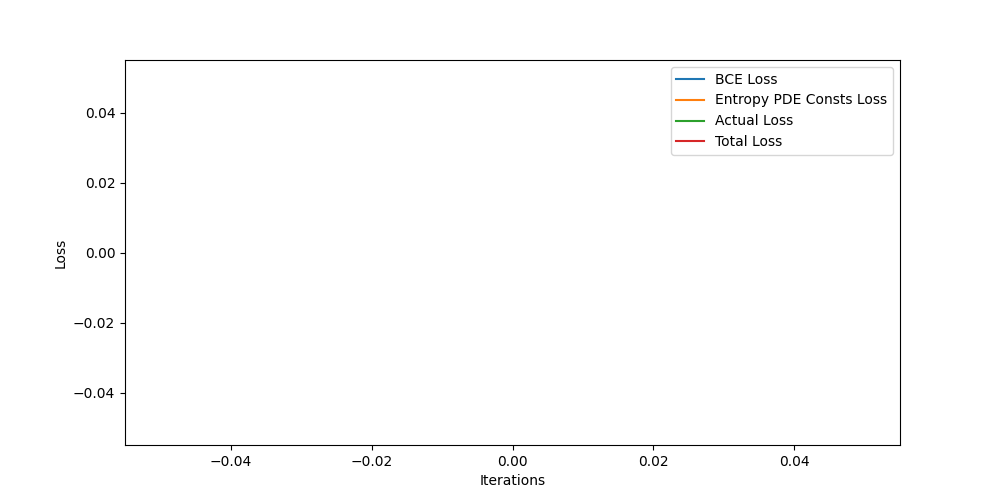 BCE Loss
Entropy PDE Consts Loss
Actual Loss
Total Loss
0.04
0.02
0.00
−0.02
−0.04
Loss
−0.04 −0.02 0.00 0.02 0.04
Iterations